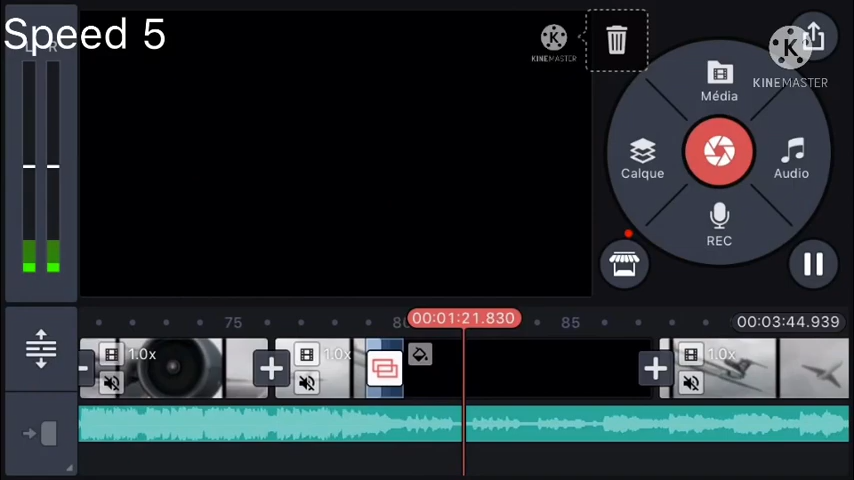 Speed 5
L R
KINEMASTER
K
K
KINEMASTER
Média
Calque
Audio
REC
75
80
00:01:21.830
85
00:03:44.939
1.0x
1.0x
1.0x